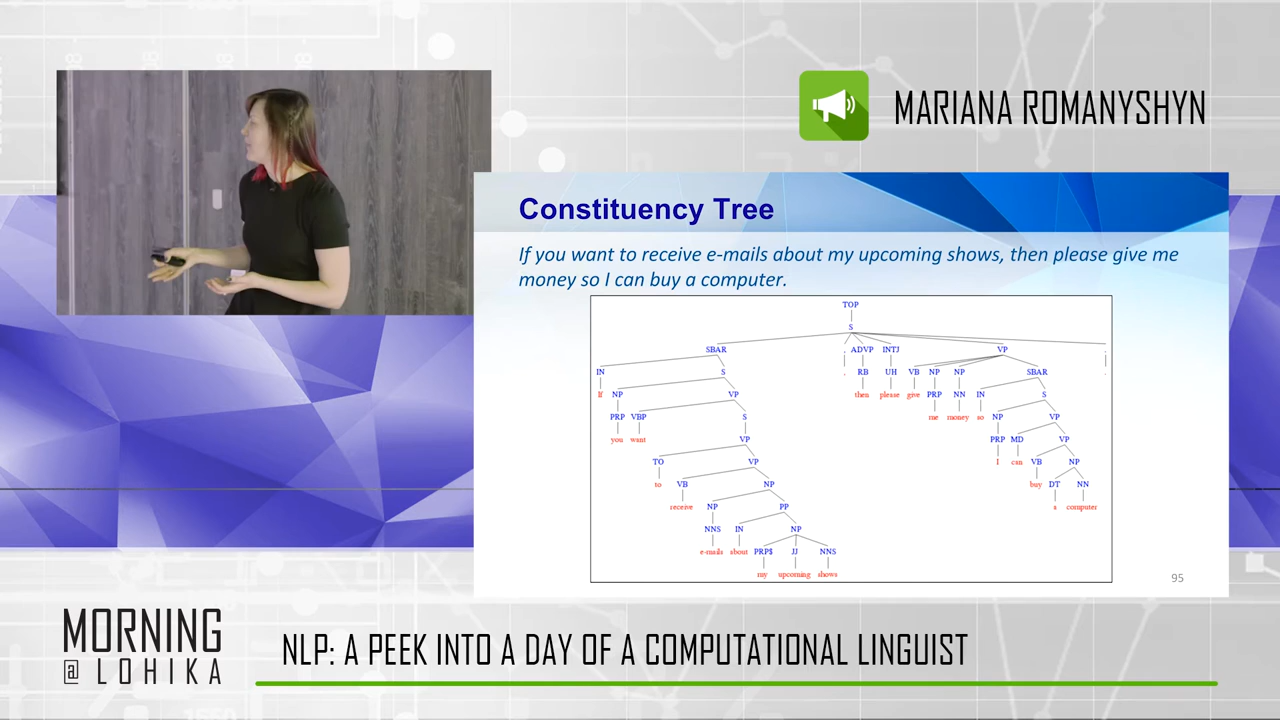 MARIANA ROMANYSHYN
Constituency Tree
If you want to receive e-mails about my upcoming shows, then please give me
money so I can buy a computer.
TOP
S
SBAR , ADVP INTJ VP .
IN S , RB UH VB NP NP SBAR .
If NP VP then please give PRP NN IN S
PRP VBP S me money so NP VP
you want VP PRP MD VP
TO VP I can VB NP
to VB NP buy DT NN
receive NP PP a computer
NNS IN NP
e-mails about PRP$ JJ NNS
my upcoming shows
95
MORNING
@ LOHIKA
NLP: A PEEK INTO A DAY OF A COMPUTATIONAL LINGUIST